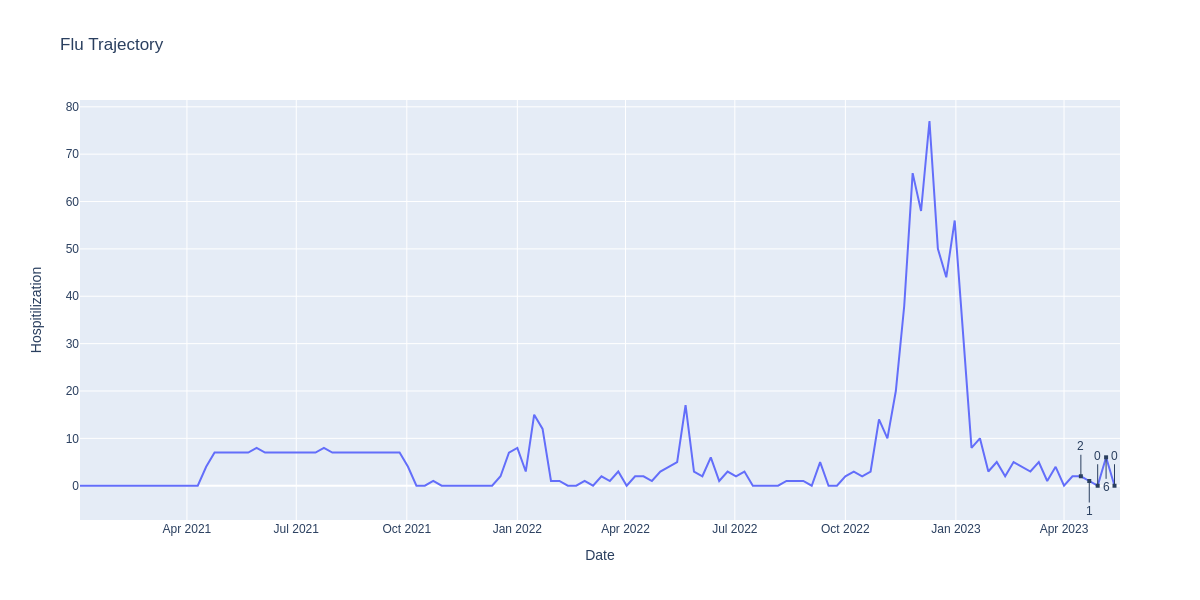 Flu Trajectory
80
70
60
50
40
30
20
10
0
Hospitilization
2
0
0
6
1
Apr 2021
Jul 2021
Oct 2021
Jan 2022
Apr 2022
Jul 2022
Oct 2022
Jan 2023
Apr 2023
Date